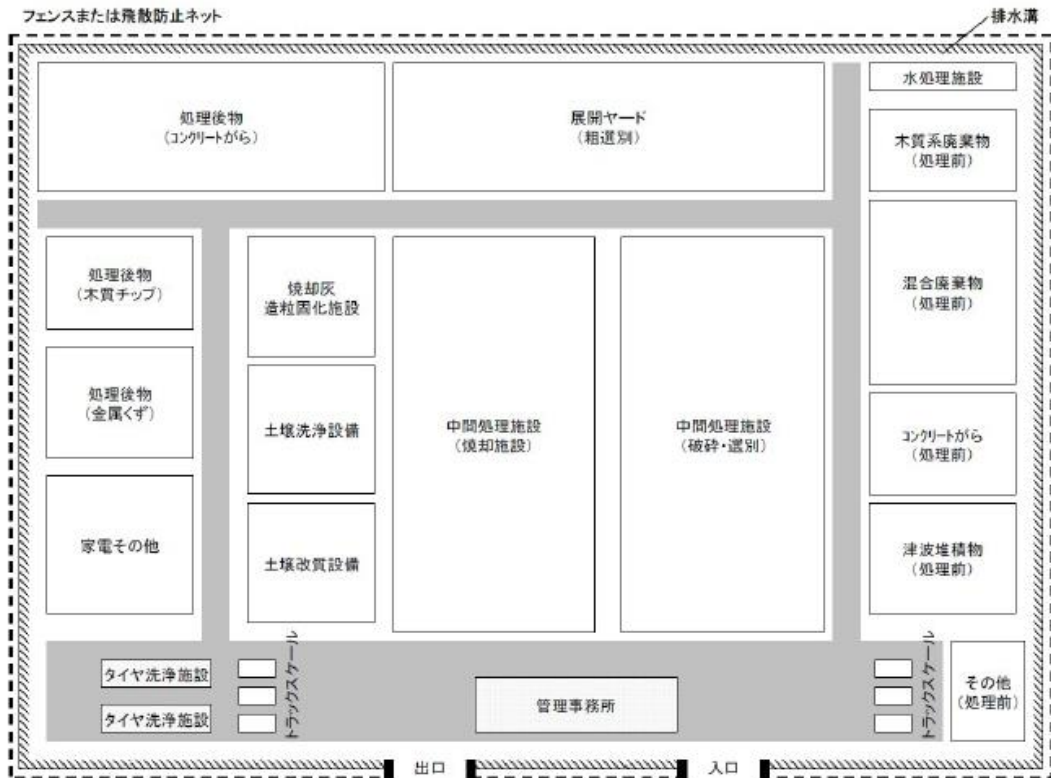 フェンスまたは飛散防止ネット
排水溝
処理後物
(コンクリートがら)
展開ヤード
(粗選別)
水処理施設
木質系廃棄物
(処理前)
処理後物
(木質チップ)
焼却灰
造粒固化施設
混合廃棄物
(処理前)
処理後物
(金属くず)
土壌洗浄設備
中間処理施設
(焼却施設)
中間処理施設
(破砕・選別)
コンクリートがら
(処理前)
家電その他
土壌改質設備
津波堆積物
(処理前)
タイヤ洗浄施設
タイヤ洗浄施設
トラックスケール
管理事務所
トラックスケール
その他
(処理前)
出口
入口